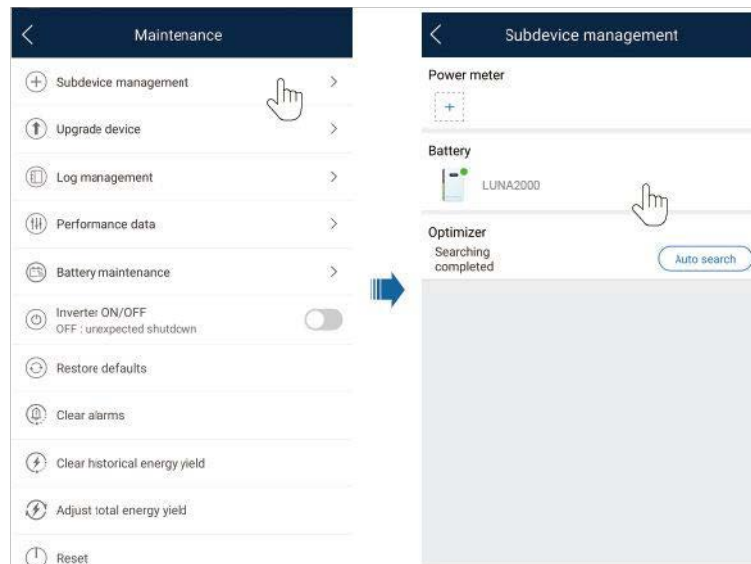 Maintenance
Subdevice management
Upgrade device
Log management
Performance data
Battery maintenance
Inverter ON/OFF
OFF : unexpected shutdown
Restore defaults
Clear alarms
Clear historical energy yield
Adjust total energy yield
Reset
Subdevice management
Power meter
+
Battery
LUNA2000
Optimizer
Searching
completed
Auto search